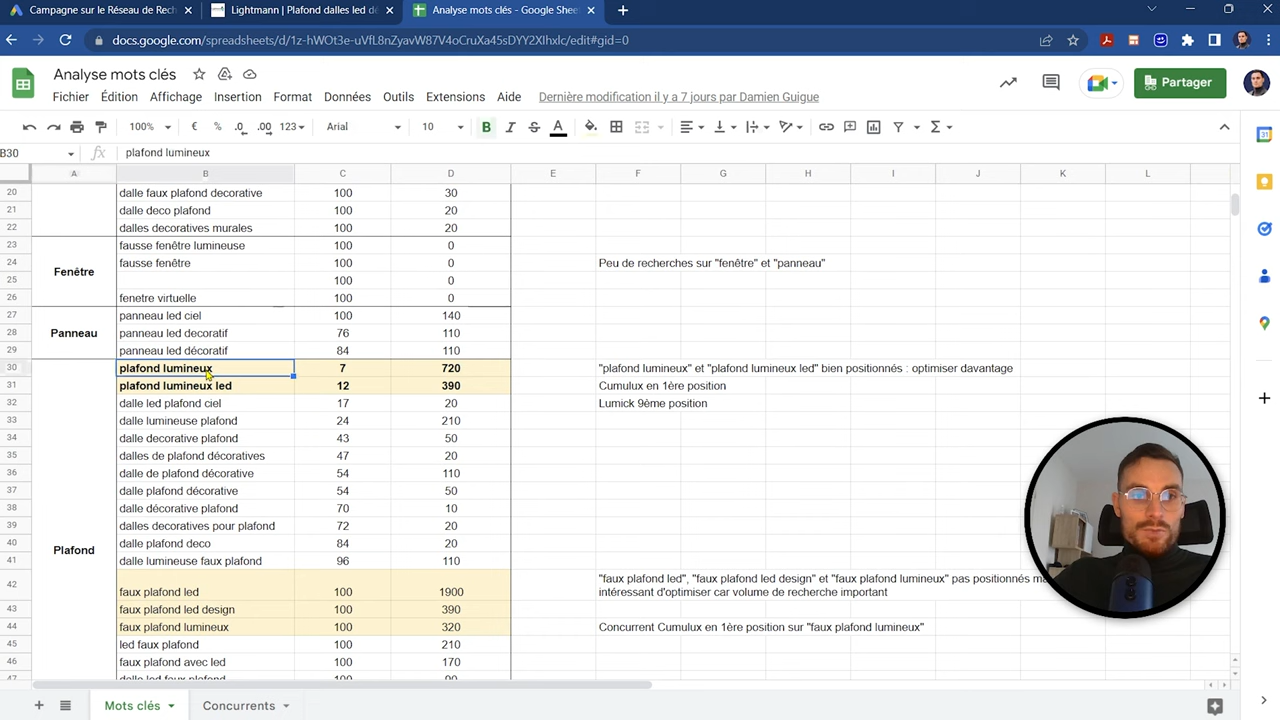 Campagne sur le Réseau de Rech
Lightmann | Plafond dalles led d
Analyse mots clés - Google Shee
docs.google.com/spreadsheets/d/1z-hWOt3e-uVfL8nZyavW87V4oCruXa45sDYY2XIhxlc/edit#gid=0
Analyse mots clés
Partager
Fichier Édition Affichage Insertion Format Données Outils Extensions Aide Dernière modification il y a 7 jours par Damien Guigue
100% € % .0 .00 123 Arial 10 B I S A
B30 fx plafond lumineux
A B C D E F G H I J K L
20 dalle faux plafond decorative 100 30
21 dalle deco plafond 100 20
22 dalles decoratives murales 100 20
23 fausse fenêtre lumineuse 100 0
24 fausse fenêtre 100 0 Peu de recherches sur "fenêtre" et "panneau"
Fenêtre
25 100 0
26 fenetre virtuelle 100 0
27 panneau led ciel 100 140
28 Panneau panneau led decoratif 76 110
29 panneau led décoratif 84 110
30 plafond lumineux 7 720 "plafond lumineux" et "plafond lumineux led" bien positionnés : optimiser davantage
31 plafond lumineux led 12 390 Cumulux en 1ère position
32 dalle led plafond ciel 17 20 Lumick 9ème position
33 dalle lumineuse plafond 24 210
34 dalle decorative plafond 43 50
35 dalles de plafond décoratives 47 20
36 dalle de plafond décorative 54 110
37 dalle plafond décorative 54 50
38 dalle décorative plafond 70 10
39 dalles decoratives pour plafond 72 20
40 dalle plafond deco 84 20
Plafond
41 dalle lumineuse faux plafond 96 110
"faux plafond led", "faux plafond led design" et "faux plafond lumineux" pas positionnés
42 faux plafond led 100 1900 intéressant d'optimiser car volume de recherche important
43 faux plafond led design 100 390
44 faux plafond lumineux 100 320 Concurrent Cumulux en 1ère position sur "faux plafond lumineux"
45 led faux plafond 100 210
46 faux plafond avec led 100 170
47 dalle led faux plafond 100 90
Mots clés Concurrents